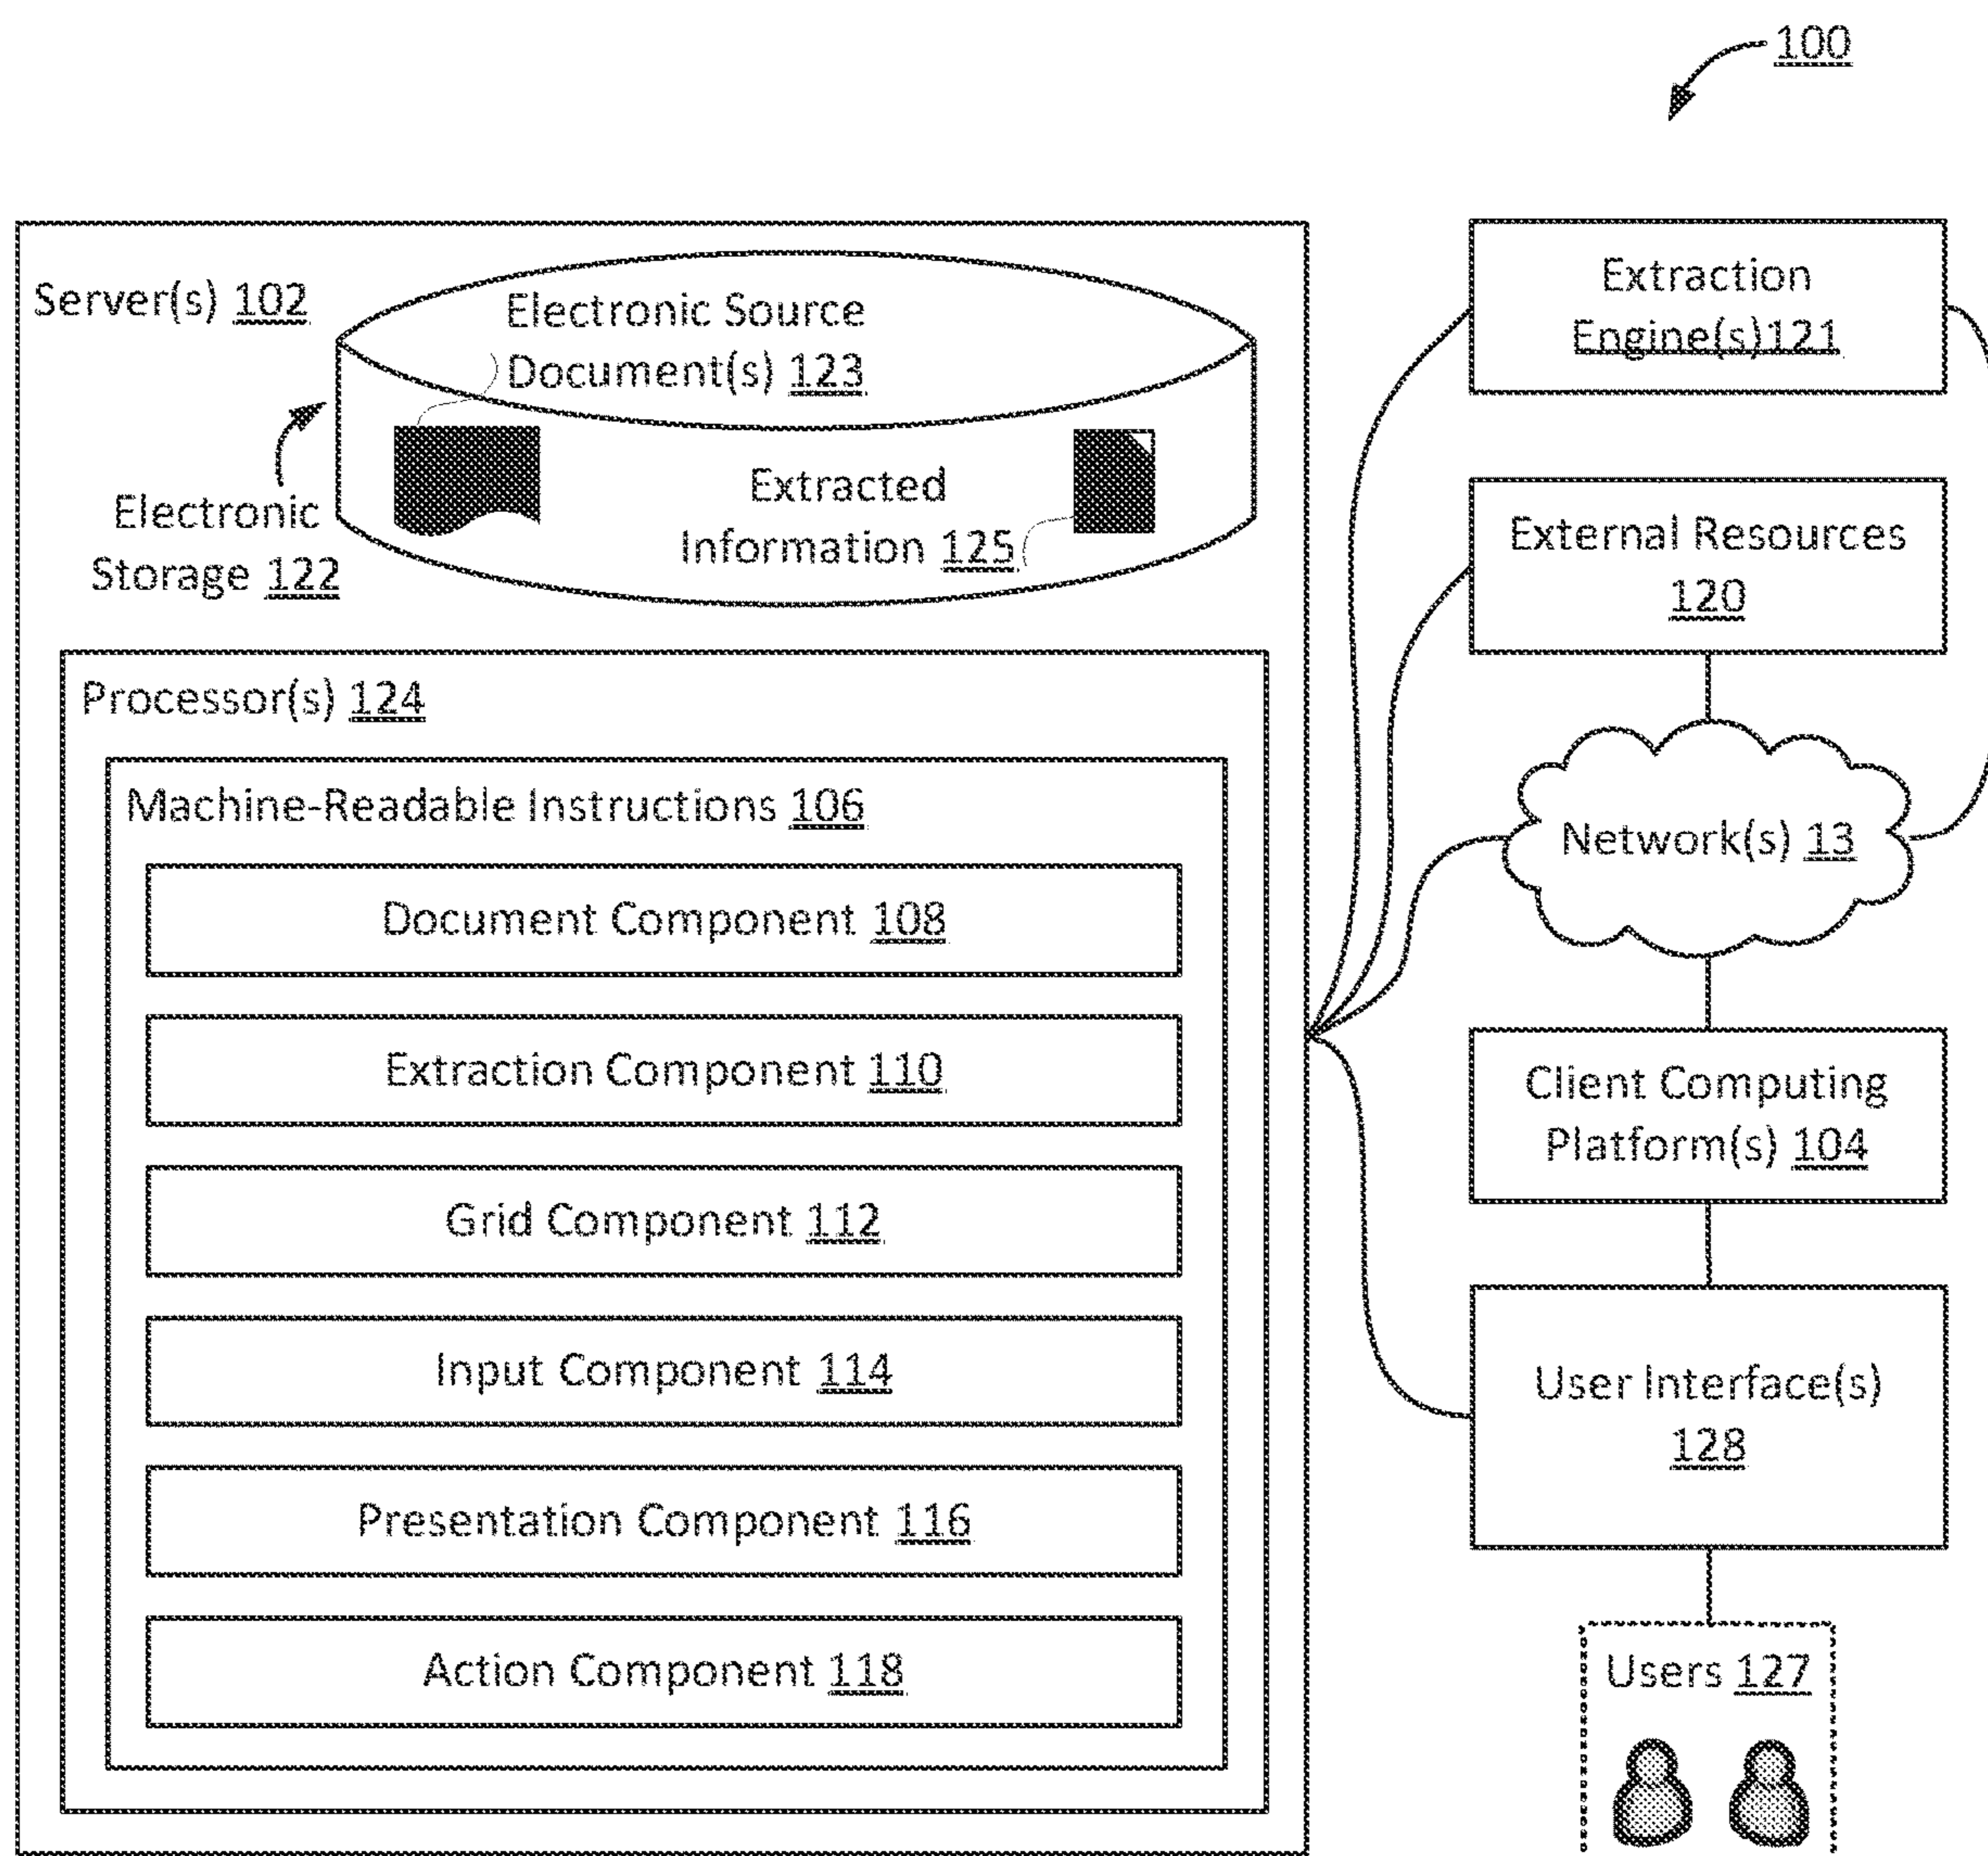 100
Server(s) 102
Electronic Source
Document(s) 123
Extracted
Information 125
Electronic
Storage 122
Processor(s) 124
Machine-Readable Instructions 106
Document Component 108
Extraction Component 110
Grid Component 112
Input Component 114
Presentation Component 116
Action Component 118
Extraction
Engine(s)121
External Resources
120
Network(s) 13
Client Computing
Platform(s) 104
User Interface(s)
128
Users 127